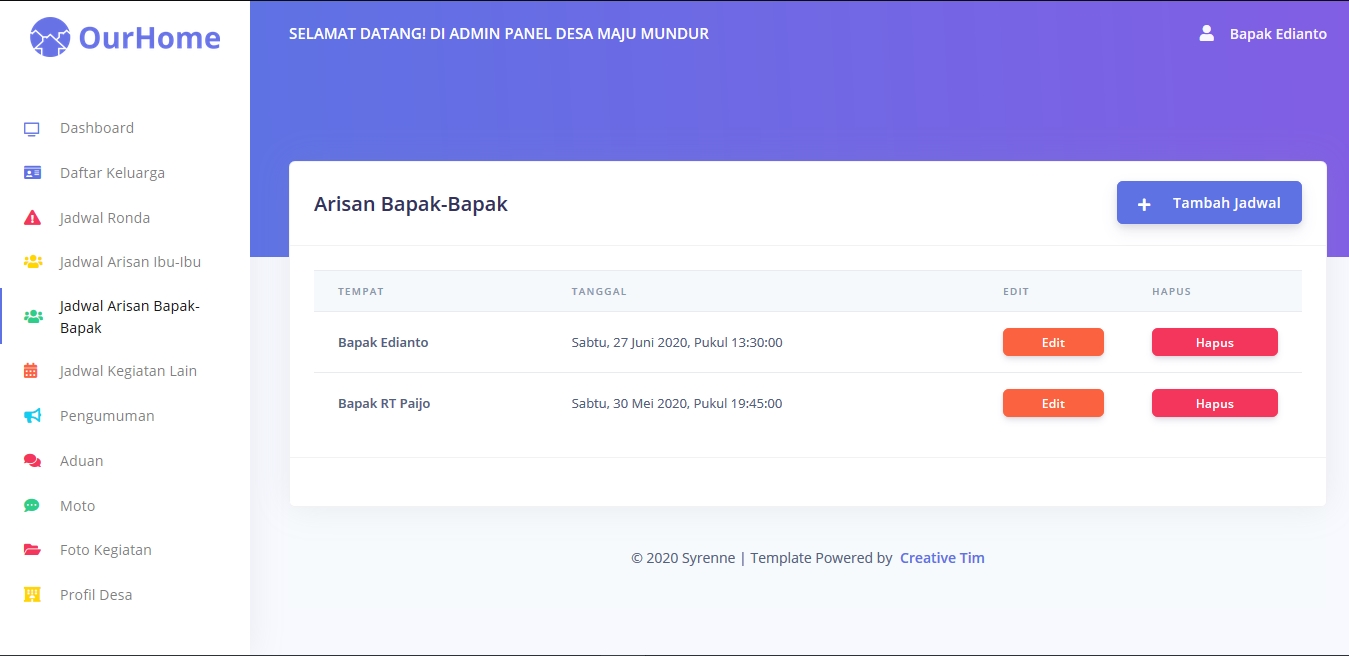 OurHome
SELAMAT DATANG! DI ADMIN PANEL DESA MAJU MUNDUR
Bapak Edianto
Dashboard
Daftar Keluarga
Jadwal Ronda
Jadwal Arisan Ibu-Ibu
Jadwal Arisan Bapak-
Bapak
Jadwal Kegiatan Lain
Pengumuman
Aduan
Moto
Foto Kegiatan
Profil Desa
Arisan Bapak-Bapak
+ Tambah Jadwal
TEMPAT TANGGAL EDIT HAPUS
Bapak Edianto Sabtu, 27 Juni 2020, Pukul 13:30:00 Edit Hapus
Bapak RT Paijo Sabtu, 30 Mei 2020, Pukul 19:45:00 Edit Hapus
© 2020 Syrenne | Template Powered by Creative Tim